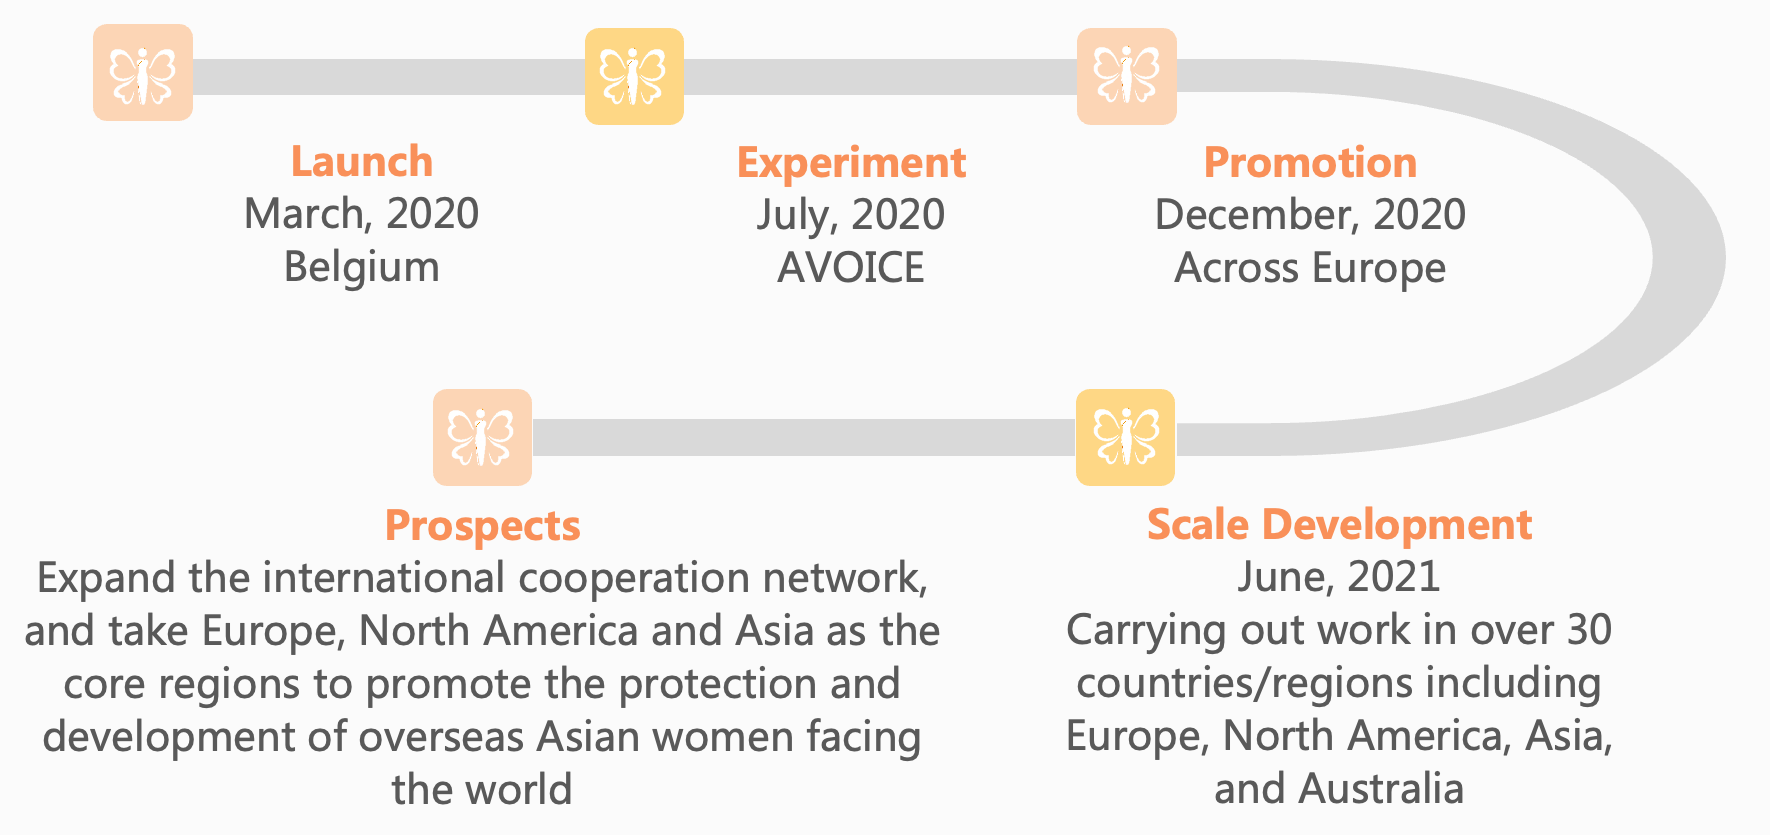 Launch
March, 2020
Belgium
Experiment
July, 2020
AVOICE
Promotion
December, 2020
Across Europe
Scale Development
June, 2021
Carrying out work in over 30
countries/regions including
Europe, North America, Asia,
and Australia
Prospects
Expand the international cooperation network,
and take Europe, North America and Asia as the
core regions to promote the protection and
development of overseas Asian women facing
the world